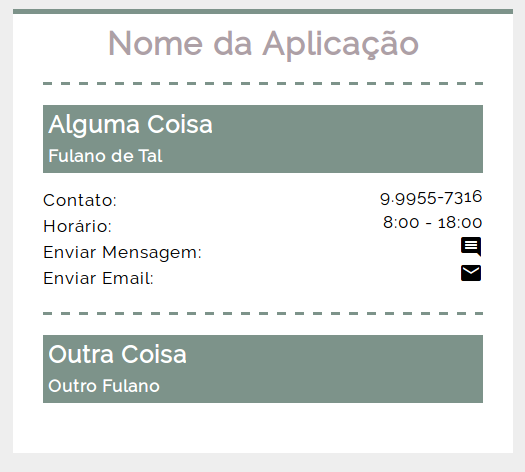 Nome da Aplicação
Alguma Coisa
Fulano de Tal
Contato: 9.9955-7316
Horário: 8:00 - 18:00
Enviar Mensagem:
Enviar Email:
Outra Coisa
Outro Fulano